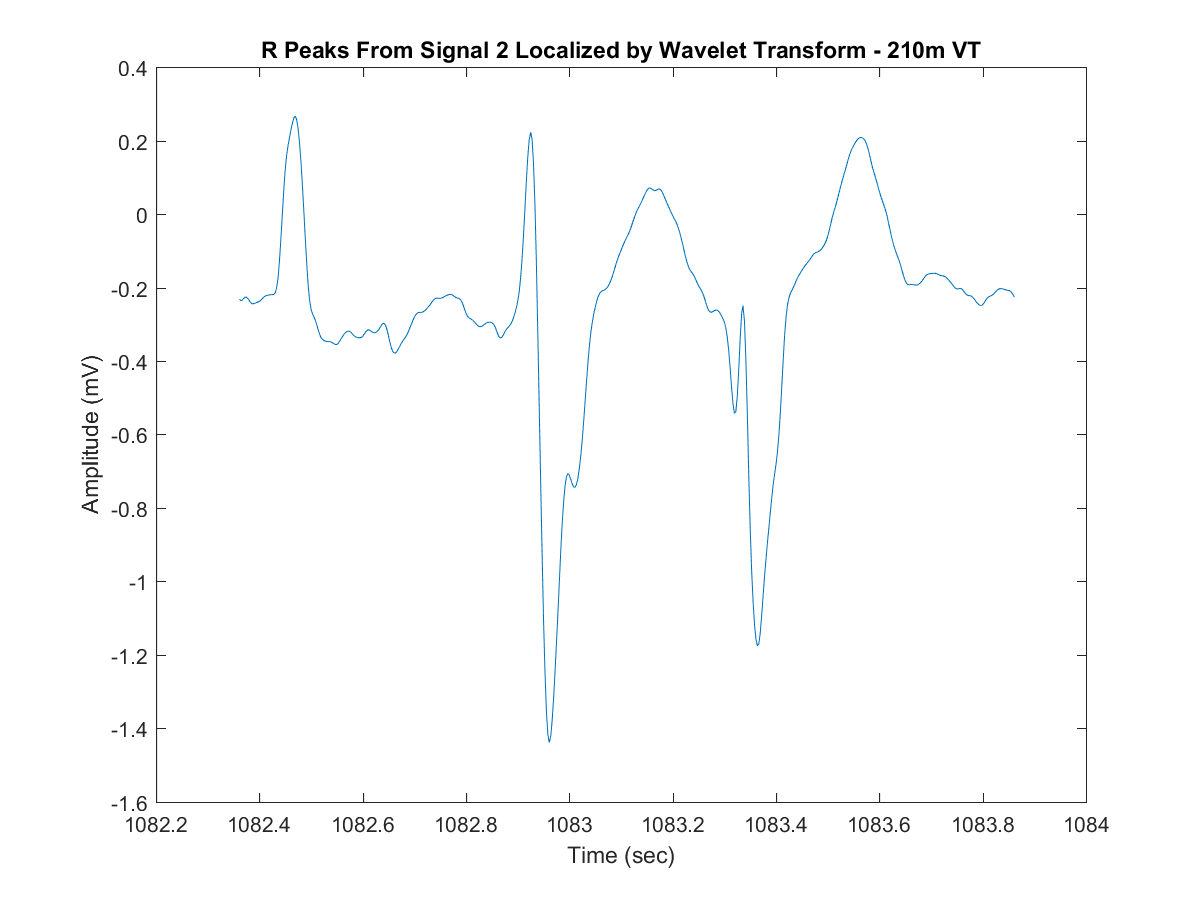 R Peaks From Signal 2 Localized by Wavelet Transform - 210m VT
0.4
0.2
0
-0.2
-0.4
-0.6
-0.8
-1
-1.2
-1.4
-1.6
Amplitude (mV)
1082.2 1082.4 1082.6 1082.8 1083 1083.2 1083.4 1083.6 1083.8 1084
Time (sec)